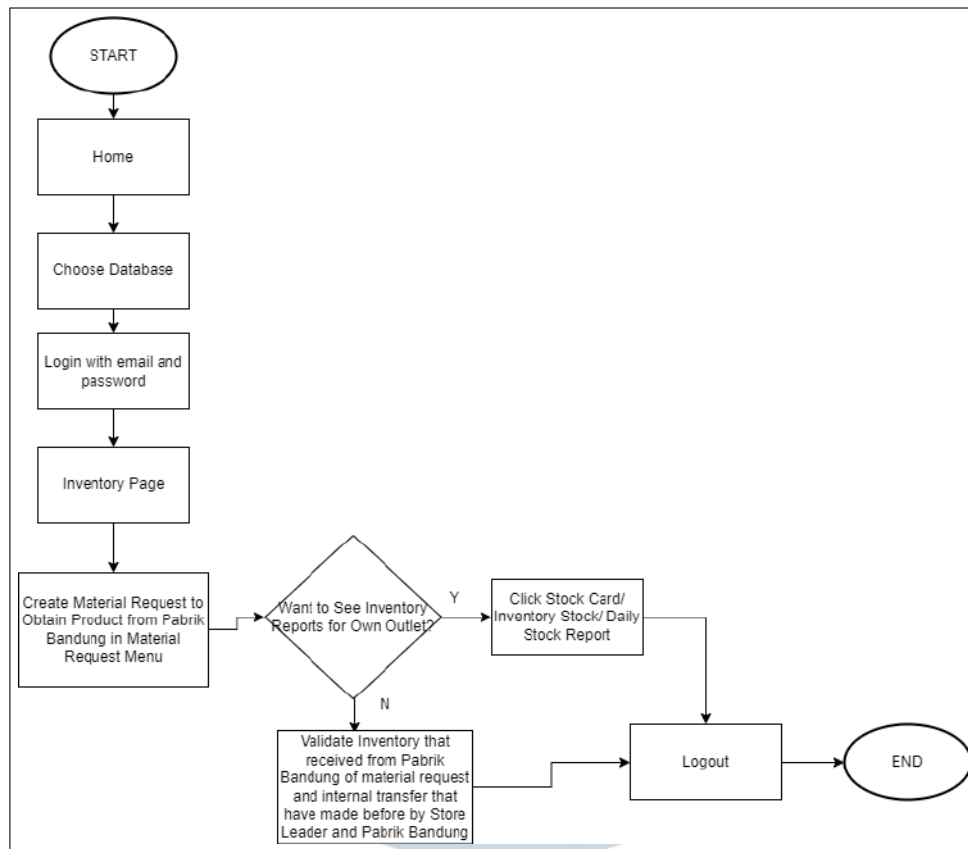 START
Home
Choose Database
Login with email and
password
Inventory Page
Create Material Request to
Obtain Product from Pabrik
Bandung in Material
Request Menu
Want to See Inventory
Reports for Own Outlet?
Y
Click Stock Card/
Inventory Stock/ Daily
Stock Report
N
Validate Inventory that
received from Pabrik
Bandung of material request
and internal transfer that
have made before by Store
Leader and Pabrik Bandung
Logout
END